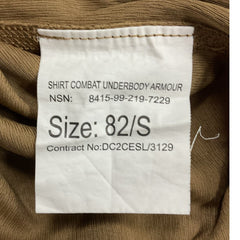 SHIRT COMBAT UNDERBODY ARMOUR
NSN: 8415-99-219-7229
Size: 82/S
Contract No:DC2CESL/3129